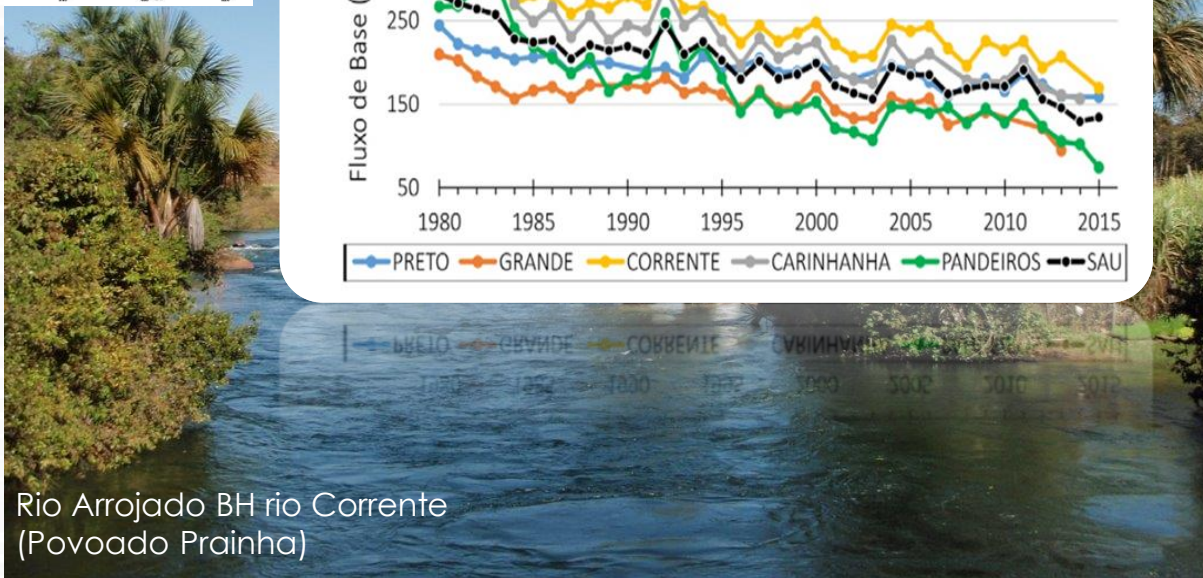 250
150
50
Fluxo de Base (
1980 1985 1990 1995 2000 2005 2010 2015
PRETO GRANDE CORRENTE CARINHANHA PANDEIROS SAU
Rio Arrojado BH rio Corrente
(Povoado Prainha)